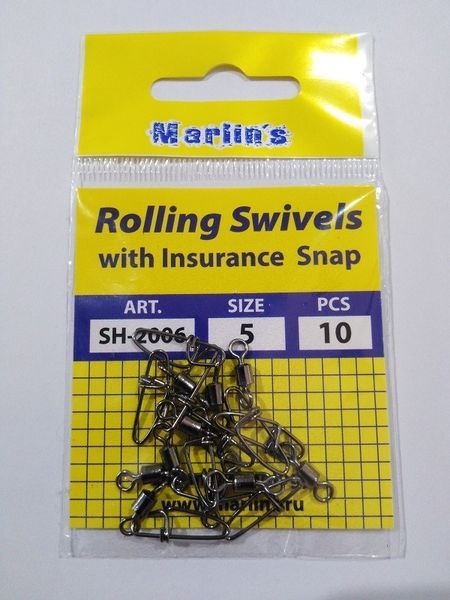 Marlin's
Rolling Swivels
with Insurance Snap
ART. SIZE PCS
SH-2006 5 10